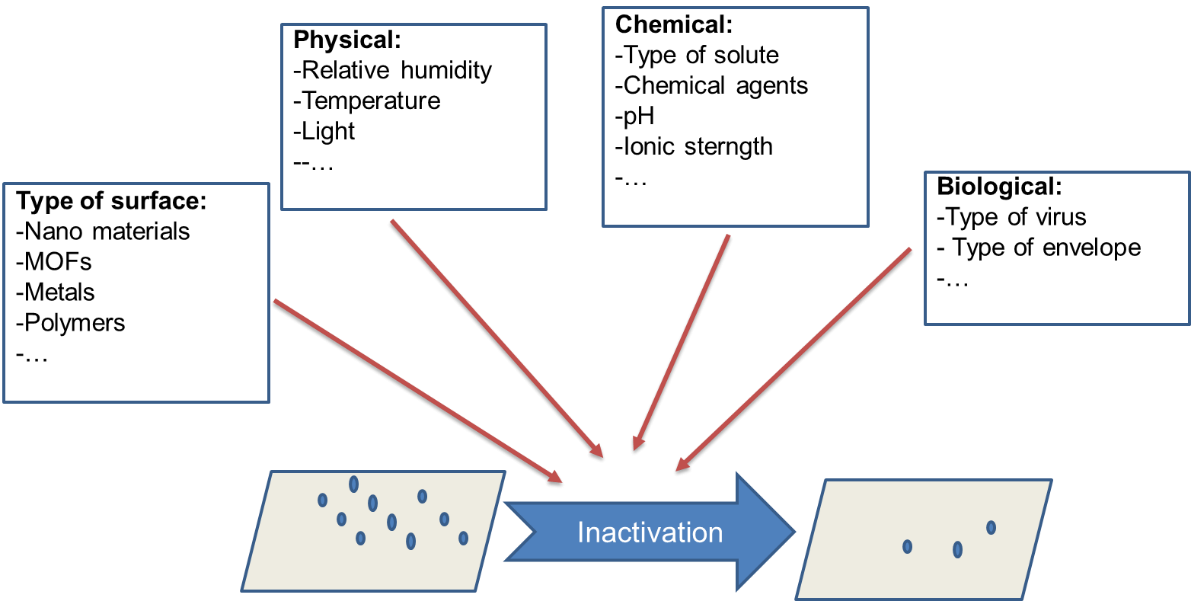 Type of surface:
-Nano materials
-MOFs
-Metals
-Polymers
-…
Physical:
-Relative humidity
-Temperature
-Light
--…
Chemical:
-Type of solute
-Chemical agents
-pH
-Ionic sterngth
-…
Biological:
-Type of virus
- Type of envelope
-…
Inactivation